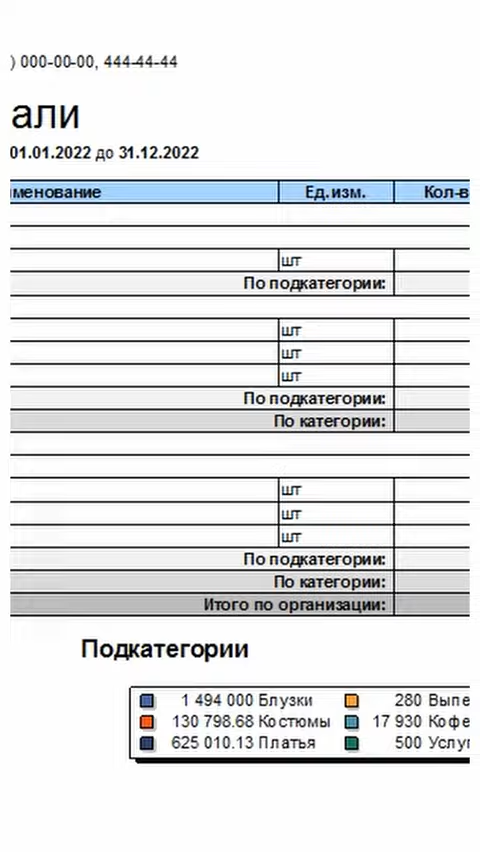 ) 000-00-00, 444-44-44
али
01.01.2022 до 31.12.2022
менование Ед.изм. Кол-в
шт
По подкатегории:
шт
шт
шт
По подкатегории:
По категории:
шт
шт
шт
По подкатегории:
По категории:
Итого по организации:
Подкатегории
1 494 000 Блузки 280 Выпе
130 798.68 Костюмы 17 930 Кофе
625 010.13 Платья 500 Услуг